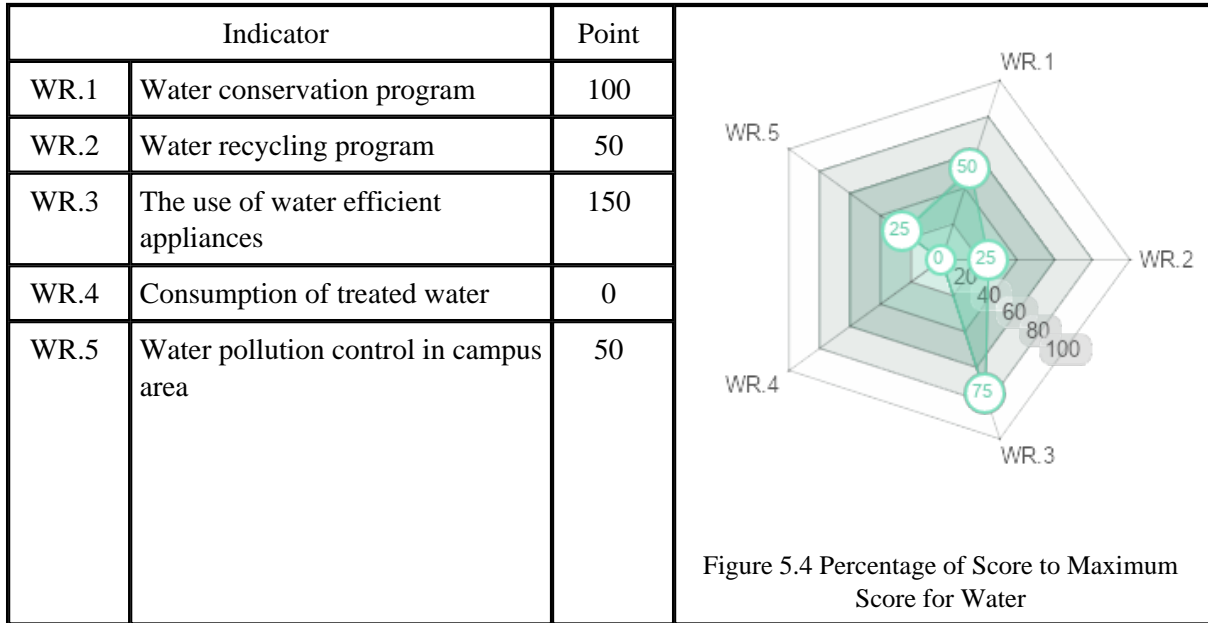 Indicator Point
WR.1 Water conservation program 100
WR.2 Water recycling program 50
WR.3 The use of water efficient 150
appliances
WR.4 Consumption of treated water 0
WR.5 Water pollution control in campus 50
area
WR.1
WR.5
50
25
0
25
WR.2
20
40
60
80
100
WR.4
75
WR.3
Figure 5.4 Percentage of Score to Maximum
Score for Water